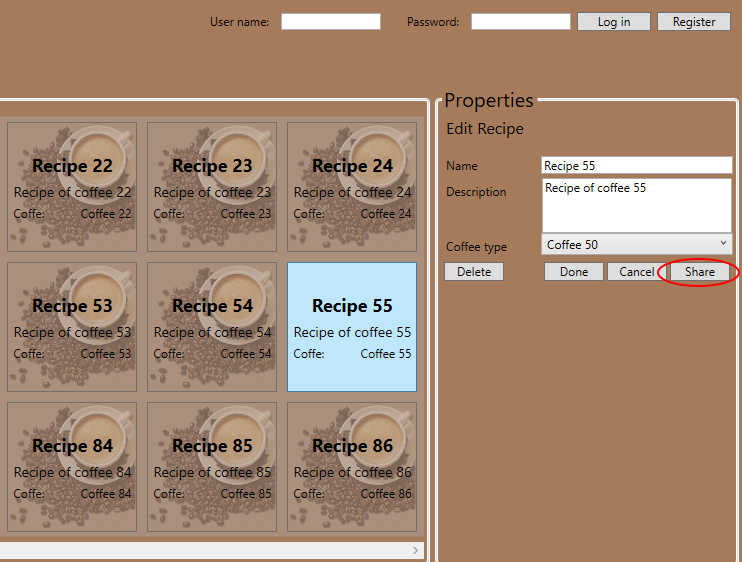 User name: Password: Log in Register
Properties
Edit Recipe
Name Recipe 55
Description Recipe of coffee 55
Coffee type Coffee 50
Delete Done Cancel Share
Recipe 22 Recipe 23 Recipe 24
Recipe of coffee 22 Recipe of coffee 23 Recipe of coffee 24
Coffe: Coffee 22 Coffe: Coffee 23 Coffe: Coffee 24
Recipe 53 Recipe 54 Recipe 55
Recipe of coffee 53 Recipe of coffee 54 Recipe of coffee 55
Coffe: Coffee 53 Coffe: Coffee 54 Coffe: Coffee 55
Recipe 84 Recipe 85 Recipe 86
Recipe of coffee 84 Recipe of coffee 85 Recipe of coffee 86
Coffe: Coffee 84 Coffe: Coffee 85 Coffe: Coffee 86